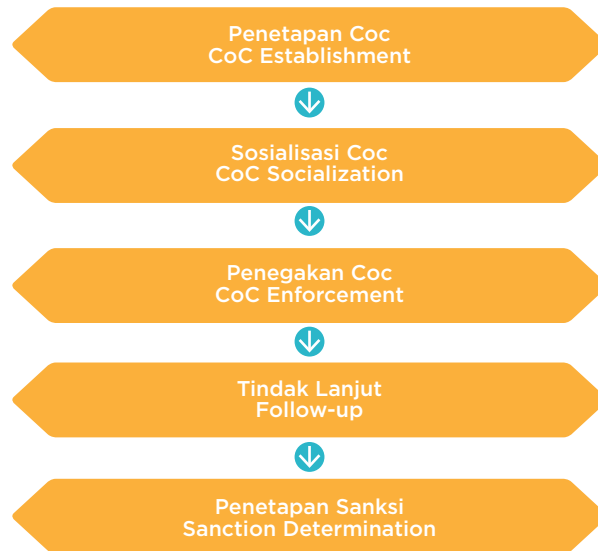 Penetapan Coc
CoC Establishment
Sosialisasi Coc
CoC Socialization
Penegakan Coc
CoC Enforcement
Tindak Lanjut
Follow-up
Penetapan Sanksi
Sanction Determination